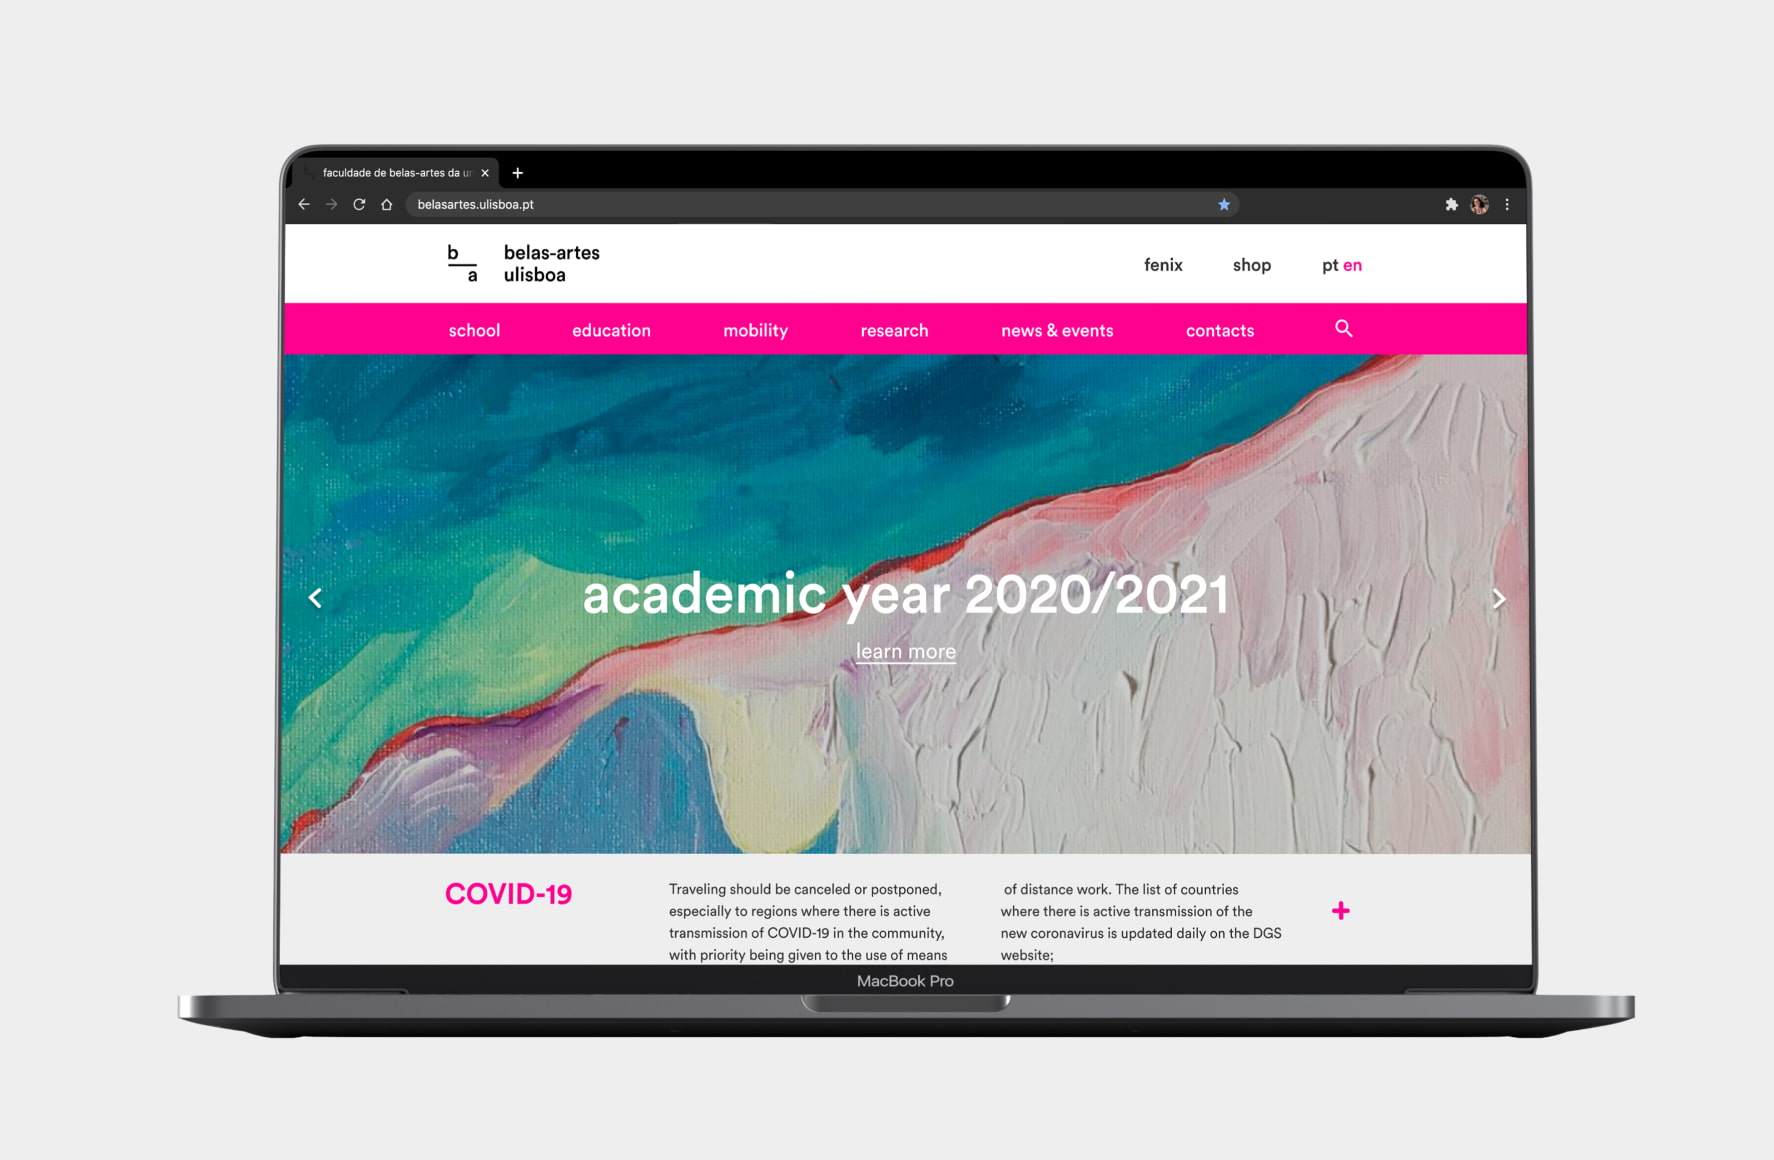 faculdade de belas-artes da un
belasartes.ulisboa.pt
b
a
belas-artes
ulisboa
fenix
shop
pt en
school
education
mobility
research
news & events
contacts
academic year 2020/2021
learn more
COVID-19
Traveling should be canceled or postponed,
especially to regions where there is active
transmission of COVID-19 in the community,
with priority being given to the use of means
of distance work. The list of countries
where there is active transmission of the
new coronavirus is updated daily on the DGS
website;
MacBook Pro